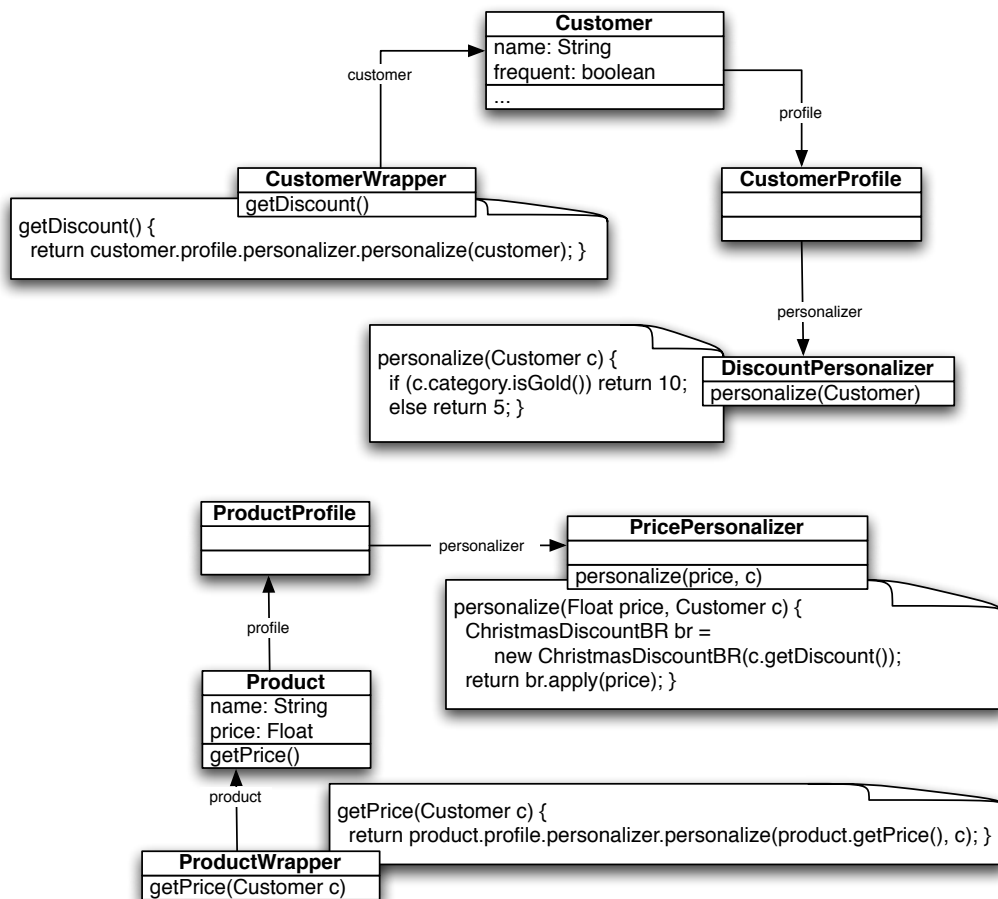 Customer
name: String
frequent: boolean
...
customer
profile
CustomerWrapper
getDiscount()
CustomerProfile
getDiscount() {
return customer.profile.personalizer.personalize(customer); }
personalizer
personalize(Customer c) {
if (c.category.isGold()) return 10;
else return 5; }
DiscountPersonalizer
personalize(Customer)
ProductProfile
personalizer
PricePersonalizer
personalize(price, c)
personalize(Float price, Customer c) {
ChristmasDiscountBR br =
new ChristmasDiscountBR(c.getDiscount());
return br.apply(price); }
profile
Product
name: String
price: Float
getPrice()
product
getPrice(Customer c) {
return product.profile.personalizer.personalize(product.getPrice(), c); }
ProductWrapper
getPrice(Customer c)